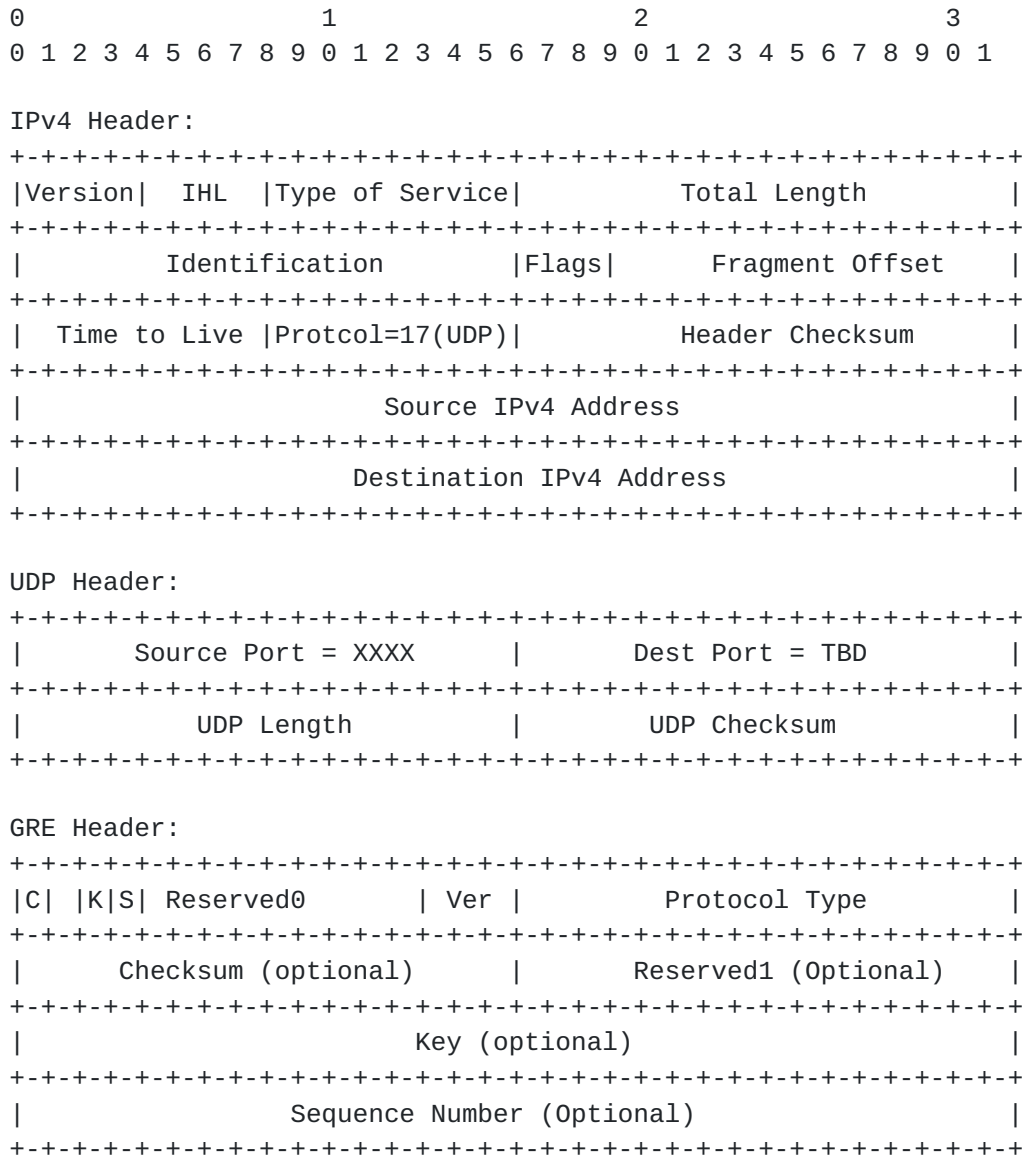 0                   1                   2                   3
0 1 2 3 4 5 6 7 8 9 0 1 2 3 4 5 6 7 8 9 0 1 2 3 4 5 6 7 8 9 0 1

IPv4 Header:
+-+-+-+-+-+-+-+-+-+-+-+-+-+-+-+-+-+-+-+-+-+-+-+-+-+-+-+-+-+-+-+-+
|Version|  IHL  |Type of Service|          Total Length         |
+-+-+-+-+-+-+-+-+-+-+-+-+-+-+-+-+-+-+-+-+-+-+-+-+-+-+-+-+-+-+-+-+
|         Identification        |Flags|      Fragment Offset    |
+-+-+-+-+-+-+-+-+-+-+-+-+-+-+-+-+-+-+-+-+-+-+-+-+-+-+-+-+-+-+-+-+
|  Time to Live |Protcol=17(UDP)|          Header Checksum      |
+-+-+-+-+-+-+-+-+-+-+-+-+-+-+-+-+-+-+-+-+-+-+-+-+-+-+-+-+-+-+-+-+
|                       Source IPv4 Address                     |
+-+-+-+-+-+-+-+-+-+-+-+-+-+-+-+-+-+-+-+-+-+-+-+-+-+-+-+-+-+-+-+-+
|                     Destination IPv4 Address                  |
+-+-+-+-+-+-+-+-+-+-+-+-+-+-+-+-+-+-+-+-+-+-+-+-+-+-+-+-+-+-+-+-+

UDP Header:
+-+-+-+-+-+-+-+-+-+-+-+-+-+-+-+-+-+-+-+-+-+-+-+-+-+-+-+-+-+-+-+-+
|       Source Port = XXXX      |       Dest Port = TBD         |
+-+-+-+-+-+-+-+-+-+-+-+-+-+-+-+-+-+-+-+-+-+-+-+-+-+-+-+-+-+-+-+-+
|           UDP Length          |        UDP Checksum           |
+-+-+-+-+-+-+-+-+-+-+-+-+-+-+-+-+-+-+-+-+-+-+-+-+-+-+-+-+-+-+-+-+

GRE Header:
+-+-+-+-+-+-+-+-+-+-+-+-+-+-+-+-+-+-+-+-+-+-+-+-+-+-+-+-+-+-+-+-+
|C| |K|S| Reserved0       | Ver |         Protocol Type         |
+-+-+-+-+-+-+-+-+-+-+-+-+-+-+-+-+-+-+-+-+-+-+-+-+-+-+-+-+-+-+-+-+
|      Checksum (optional)      |       Reserved1 (Optional)    |
+-+-+-+-+-+-+-+-+-+-+-+-+-+-+-+-+-+-+-+-+-+-+-+-+-+-+-+-+-+-+-+-+
|                         Key (optional)                        |
+-+-+-+-+-+-+-+-+-+-+-+-+-+-+-+-+-+-+-+-+-+-+-+-+-+-+-+-+-+-+-+-+
|                 Sequence Number (Optional)                    |
+-+-+-+-+-+-+-+-+-+-+-+-+-+-+-+-+-+-+-+-+-+-+-+-+-+-+-+-+-+-+-+-+